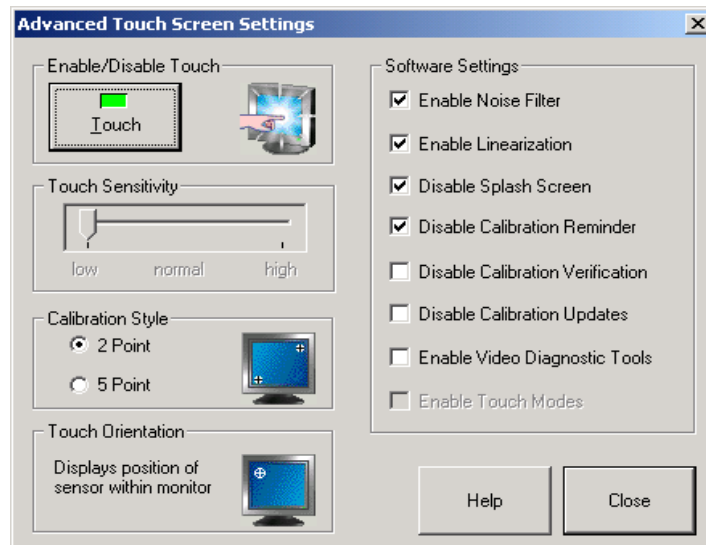 Advanced Touch Screen Settings
Enable/Disable Touch
Touch
Touch Sensitivity
low normal high
Calibration Style
2 Point
5 Point
Touch Orientation
Displays position of
sensor within monitor
Software Settings
Enable Noise Filter
Enable Linearization
Disable Splash Screen
Disable Calibration Reminder
Disable Calibration Verification
Disable Calibration Updates
Enable Video Diagnostic Tools
Enable Touch Modes
Help Close